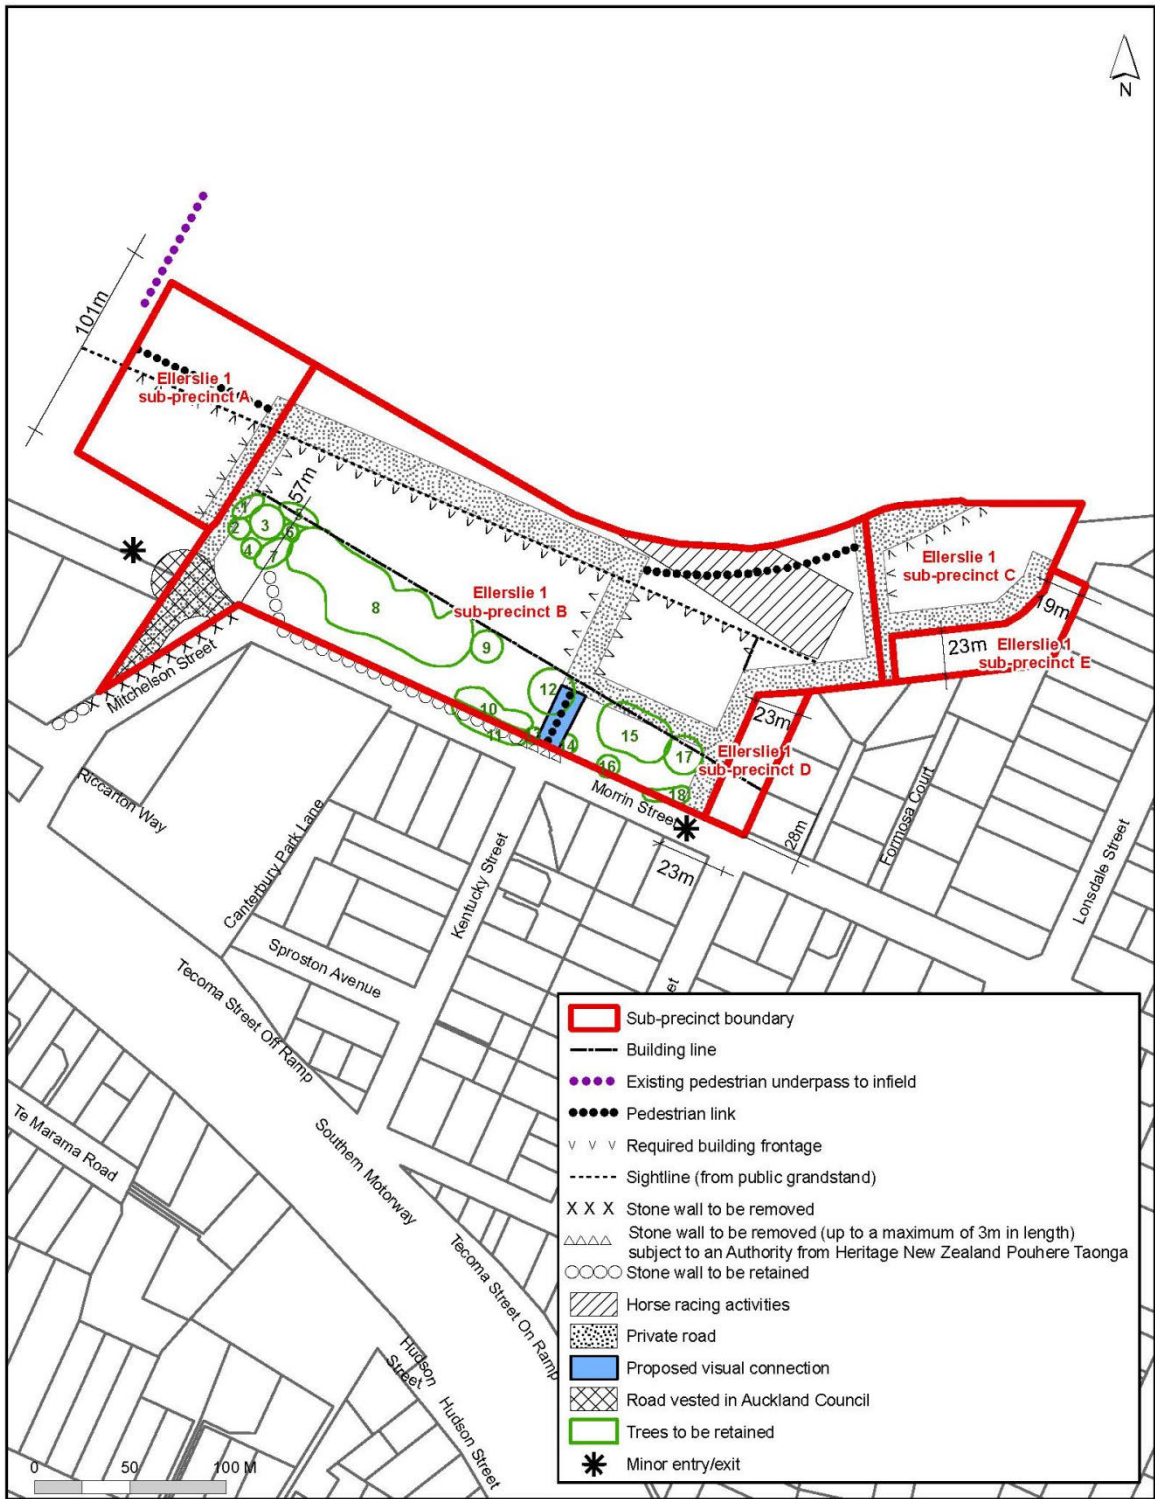 N
101m
Ellerslie 1
sub-precinct A
57m
1
2
3
4
5
6
7
8
9
Ellerslie 1
sub-precinct B
Ellerslie 1
sub-precinct C
19m
23m
Ellerslie 1
sub-precinct E
10
11
12
14
15
16
17
18
23m
Ellerslie 1
sub-precinct D
28m
23m
Mitchelson Street
Morrin Street
Riccarton Way
Canterbury Park Lane
Kentucky Street
Formosa Court
Lonsdale Street
Sproston Avenue
Tecoma Street Off Ramp
Southern Motorway
Tecoma Street On Ramp
Te Marama Road
Hudson
Street
Hudson Street
Sub-precinct boundary
Building line
Existing pedestrian underpass to infield
Pedestrian link
Required building frontage
Sightline (from public grandstand)
X X X Stone wall to be removed
Stone wall to be removed (up to a maximum of 3m in length)
subject to an Authority from Heritage New Zealand Pouhere Taonga
Stone wall to be retained
Horse racing activities
Private road
Proposed visual connection
Road vested in Auckland Council
Trees to be retained
Minor entry/exit
0 50 100 M